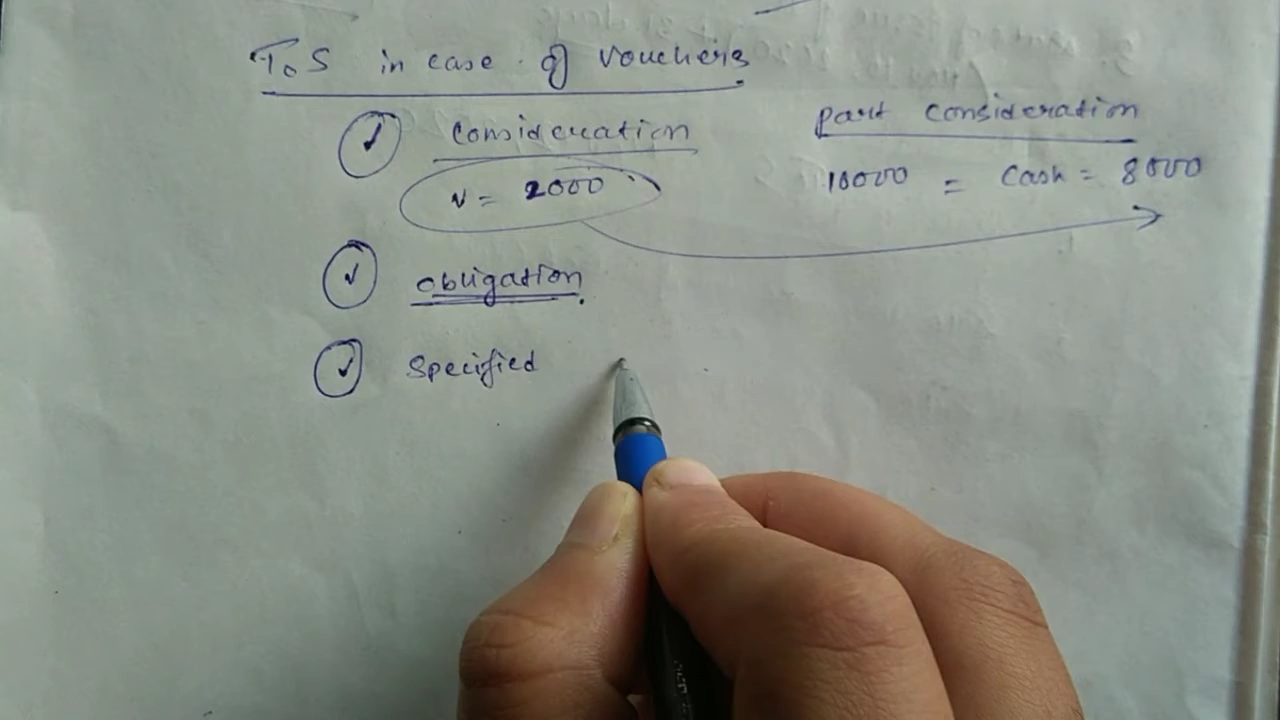 ToS in case of vouchers
Consideration
part consideration
v = 2000
10000 = Cash = 8000
obligation.
Specified